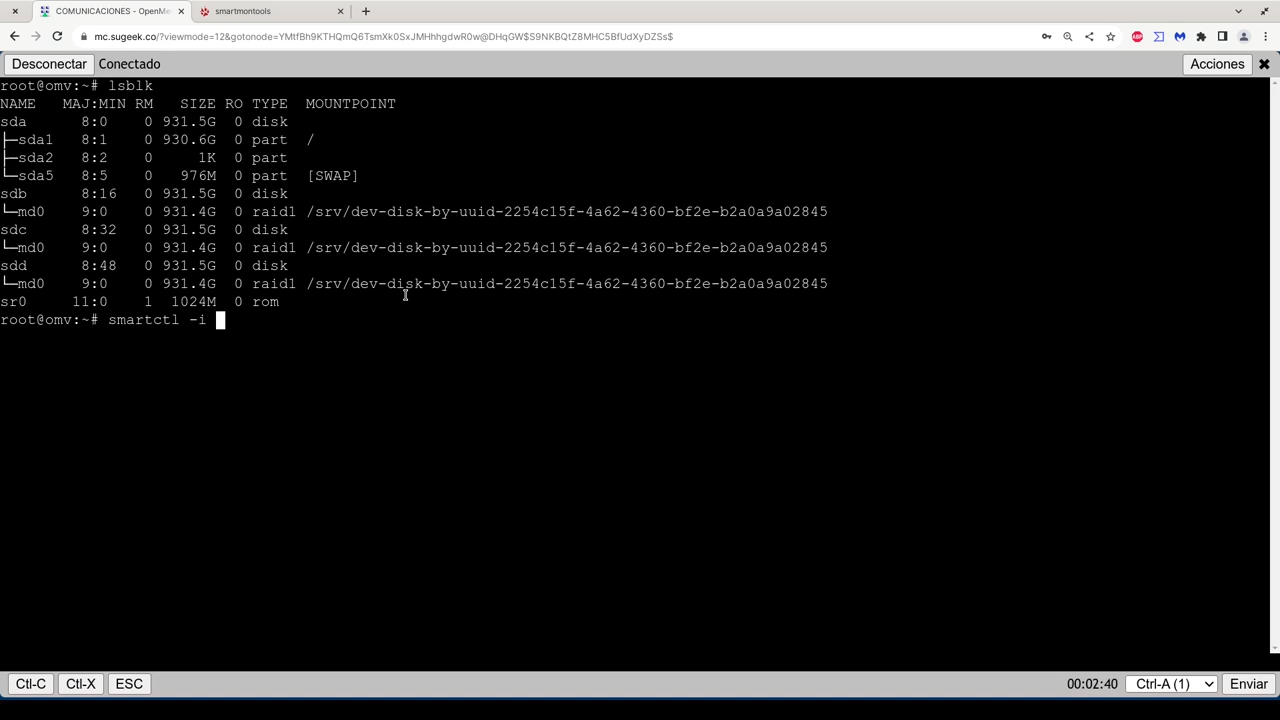 COMUNICACIONES - OpenMe
smartmontools
mc.sugeek.co/?viewmode=12&gotonode=YMtfBh9KTHQmQ6TsmXk0SxJMHhhgdwR0w@DHqGW$S9NKBQtZ8MHC5BfUdXyDZSs$
Desconectar Conectado Acciones
root@omv:~# lsblk
NAME MAJ:MIN RM SIZE RO TYPE MOUNTPOINT
sda 8:0 0 931.5G 0 disk
├─sda1 8:1 0 930.6G 0 part /
├─sda2 8:2 0 1K 0 part
└─sda5 8:5 0 976M 0 part [SWAP]
sdb 8:16 0 931.5G 0 disk
└─md0 9:0 0 931.4G 0 raid1 /srv/dev-disk-by-uuid-2254c15f-4a62-4360-bf2e-b2a0a9a02845
sdc 8:32 0 931.5G 0 disk
└─md0 9:0 0 931.4G 0 raid1 /srv/dev-disk-by-uuid-2254c15f-4a62-4360-bf2e-b2a0a9a02845
sdd 8:48 0 931.5G 0 disk
└─md0 9:0 0 931.4G 0 raid1 /srv/dev-disk-by-uuid-2254c15f-4a62-4360-bf2e-b2a0a9a02845
sr0 11:0 1 1024M 0 rom
root@omv:~# smartctl -i
Ctl-C Ctl-X ESC 00:02:40 Ctrl-A (1) Enviar